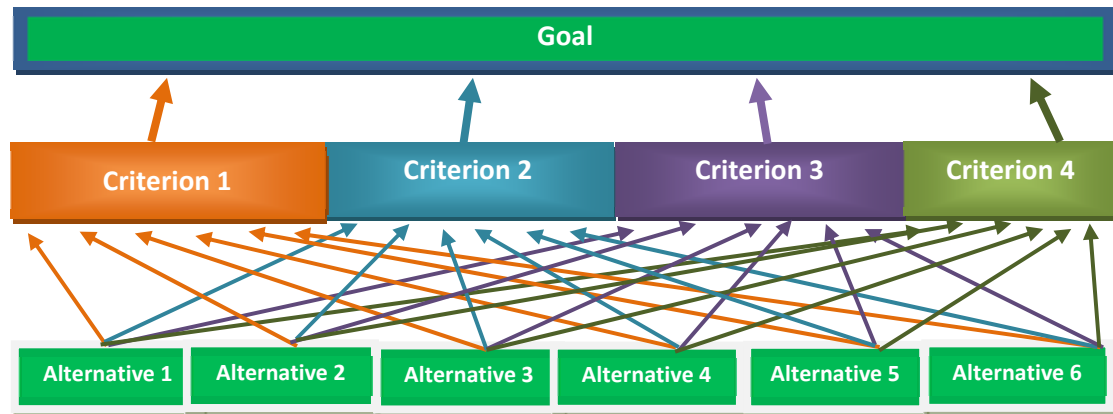 Goal
Criterion 1
Criterion 2
Criterion 3
Criterion 4
Alternative 1
Alternative 2
Alternative 3
Alternative 4
Alternative 5
Alternative 6